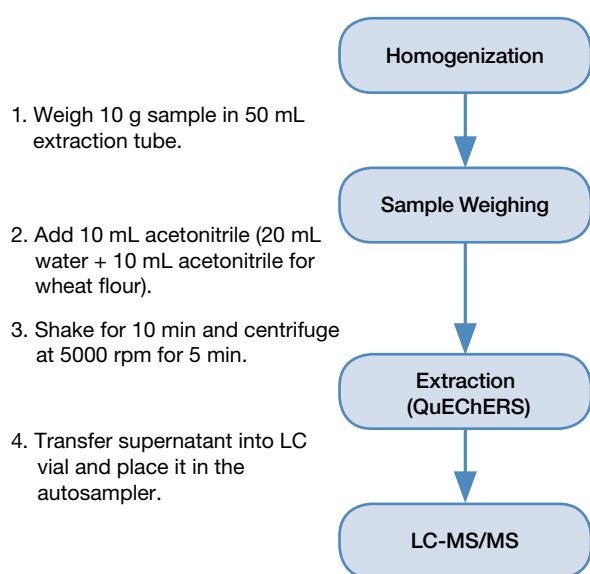 Homogenization
1. Weigh 10 g sample in 50 mL
extraction tube.
Sample Weighing
2. Add 10 mL acetonitrile (20 mL
water + 10 mL acetonitrile for
wheat flour).
3. Shake for 10 min and centrifuge
at 5000 rpm for 5 min.
Extraction
(QuEChERS)
4. Transfer supernatant into LC
vial and place it in the
autosampler.
LC-MS/MS